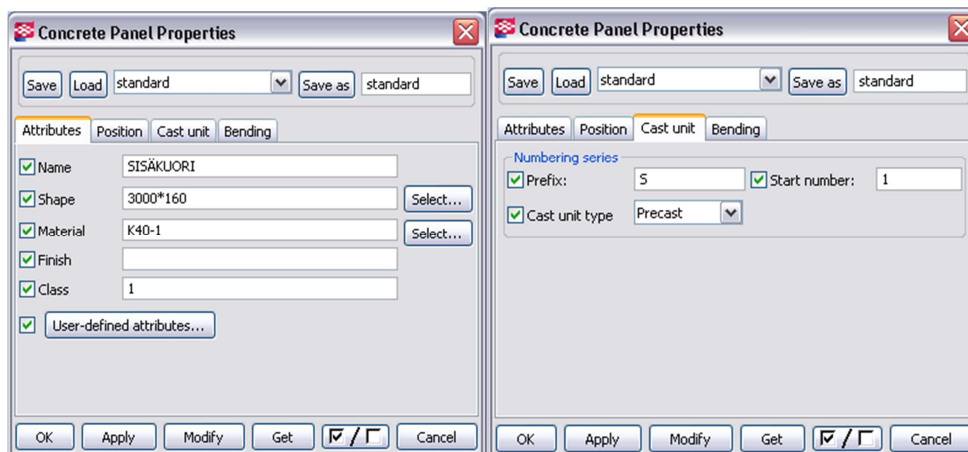 Concrete Panel Properties
Save Load standard Save as standard
Attributes Position Cast unit Bending
Name SISÄKUORI
Shape 3000*160 Select...
Material K40-1 Select...
Finish
Class 1
User-defined attributes...
OK Apply Modify Get / Cancel
Concrete Panel Properties
Save Load standard Save as standard
Attributes Position Cast unit Bending
Numbering series
Prefix: S Start number: 1
Cast unit type Precast
OK Apply Modify Get / Cancel